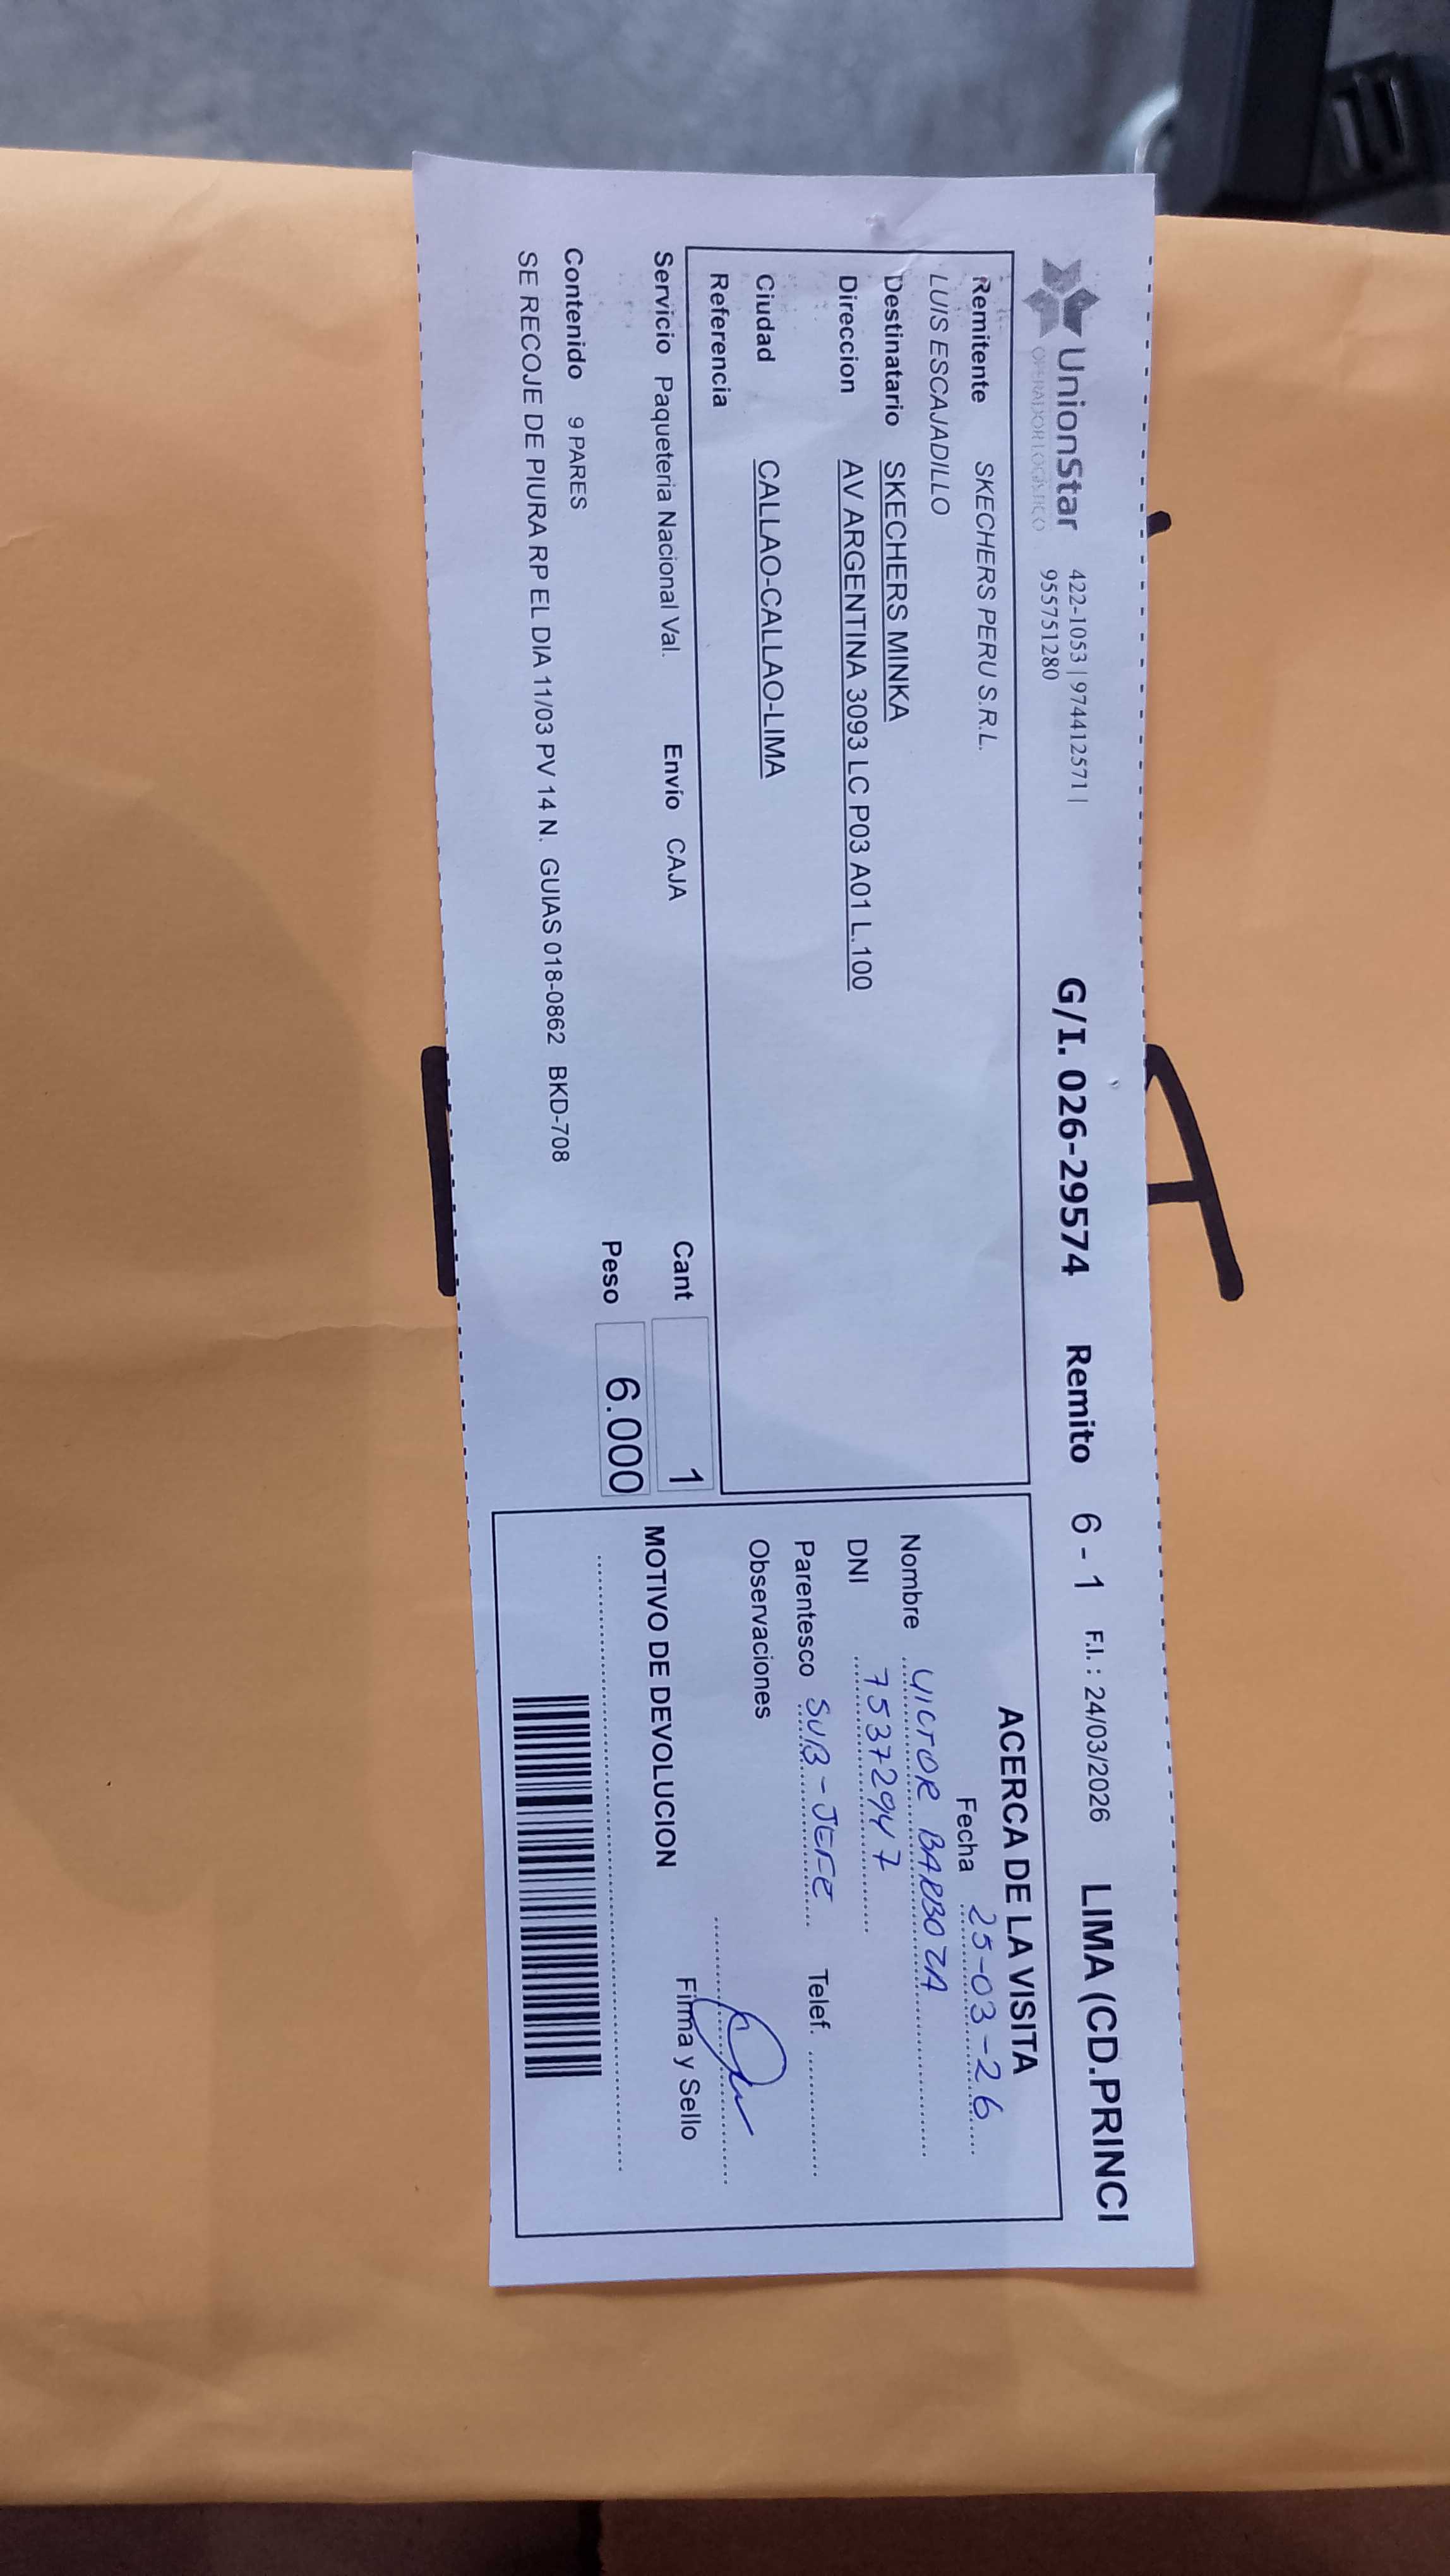 UnionStar 422-1053 | 974412571 | G/I. 026-29574 Remito 6 - 1 F.I. : 24/03/2026 LIMA (CD.PRINCI
OPERADOR LOGISTICO 955751280
Remitente SKECHERS PERU S.R.L.
LUIS ESCAJADILLO
Destinatario SKECHERS MINKA
Direccion AV ARGENTINA 3093 LC P03 A01 L.100
Ciudad CALLAO-CALLAO-LIMA
Referencia
Servicio Paqueteria Nacional Val. Envío CAJA Cant 1
Peso 6.000
Contenido 9 PARES
SE RECOJE DE PIURA RP EL DIA 11/03 PV 14 N. GUIAS 018-0862 BKD-708
ACERCA DE LA VISITA
Fecha 25-03-26
Nombre VICTOR BARBOZA
DNI 75372947
Parentesco SUB-JEFE Telef.
Observaciones
Firma y Sello
MOTIVO DE DEVOLUCION